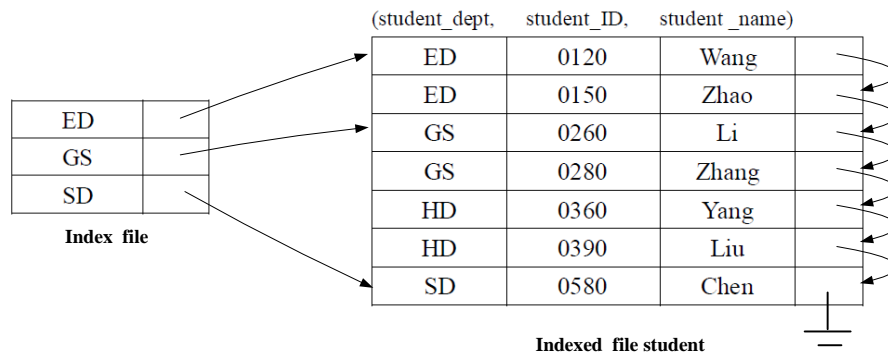 (student_dept, student_ID, student _name)
ED 0120 Wang
ED 0150 Zhao
GS 0260 Li
GS 0280 Zhang
HD 0360 Yang
HD 0390 Liu
SD 0580 Chen
ED
GS
SD
Index file
Indexed file student